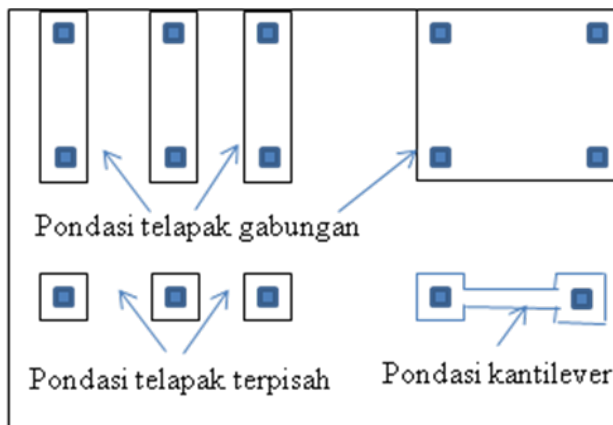 Pondasi telapak gabungan
Pondasi telapak terpisah
Pondasi kantilever